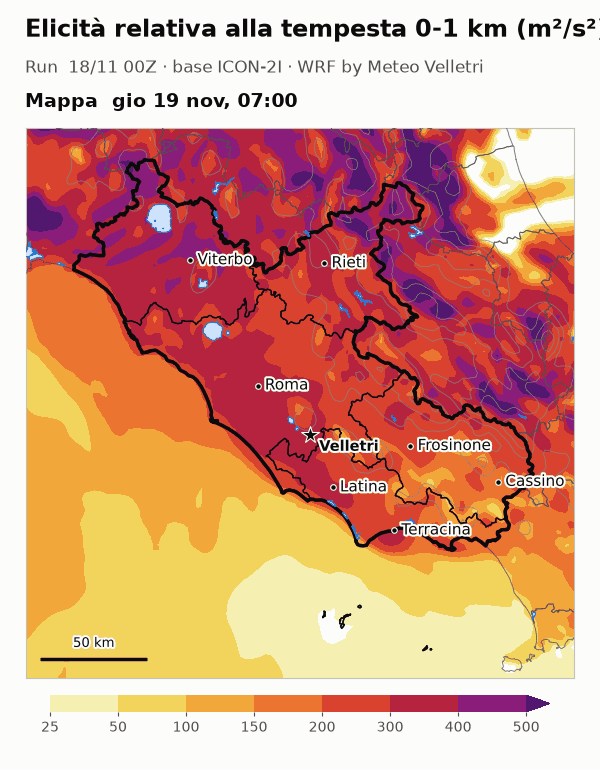 Elicità relativa alla tempesta 0-1 km (m²/s²)
Run 18/11 00Z · base ICON-2I · WRF by Meteo Velletri
Mappa gio 19 nov, 07:00
Viterbo
Rieti
Roma
Velletri
Frosinone
Latina
Cassino
Terracina
50 km
25 50 100 150 200 300 400 500